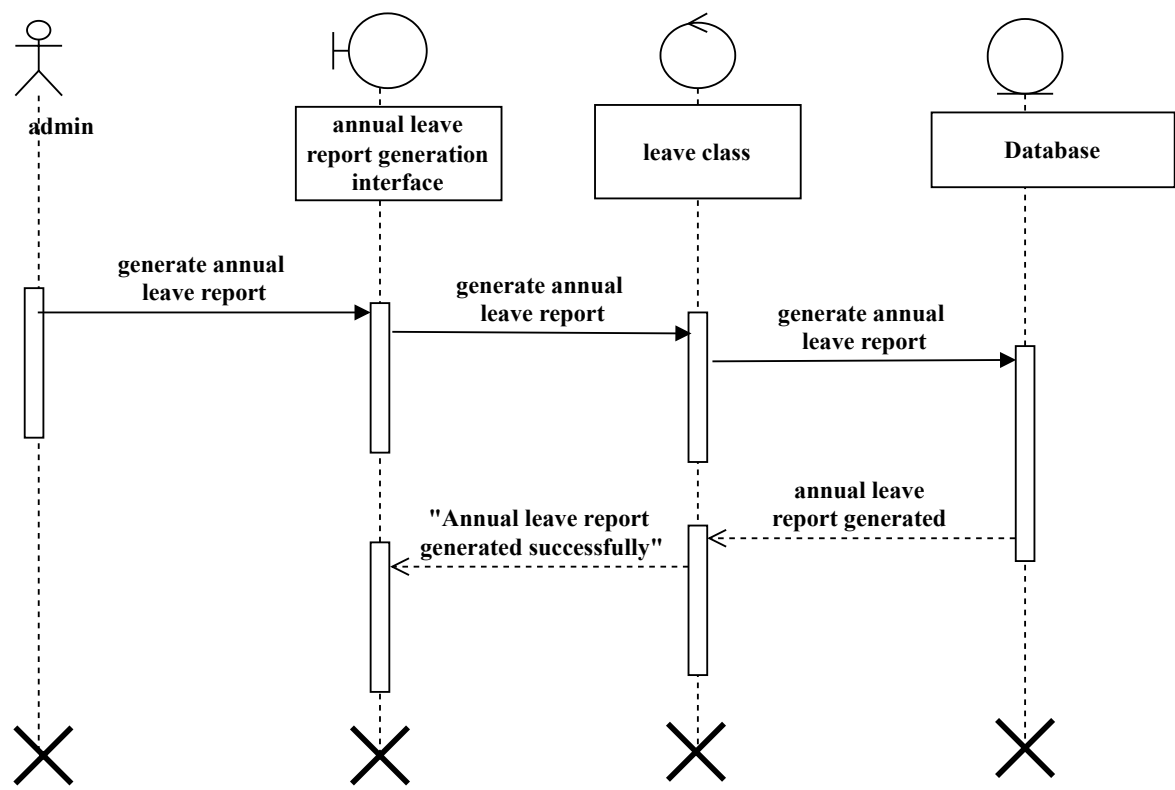 admin
annual leave
report generation
interface
leave class
Database
generate annual
leave report
generate annual
leave report
generate annual
leave report
annual leave
report generated
"Annual leave report
generated successfully"